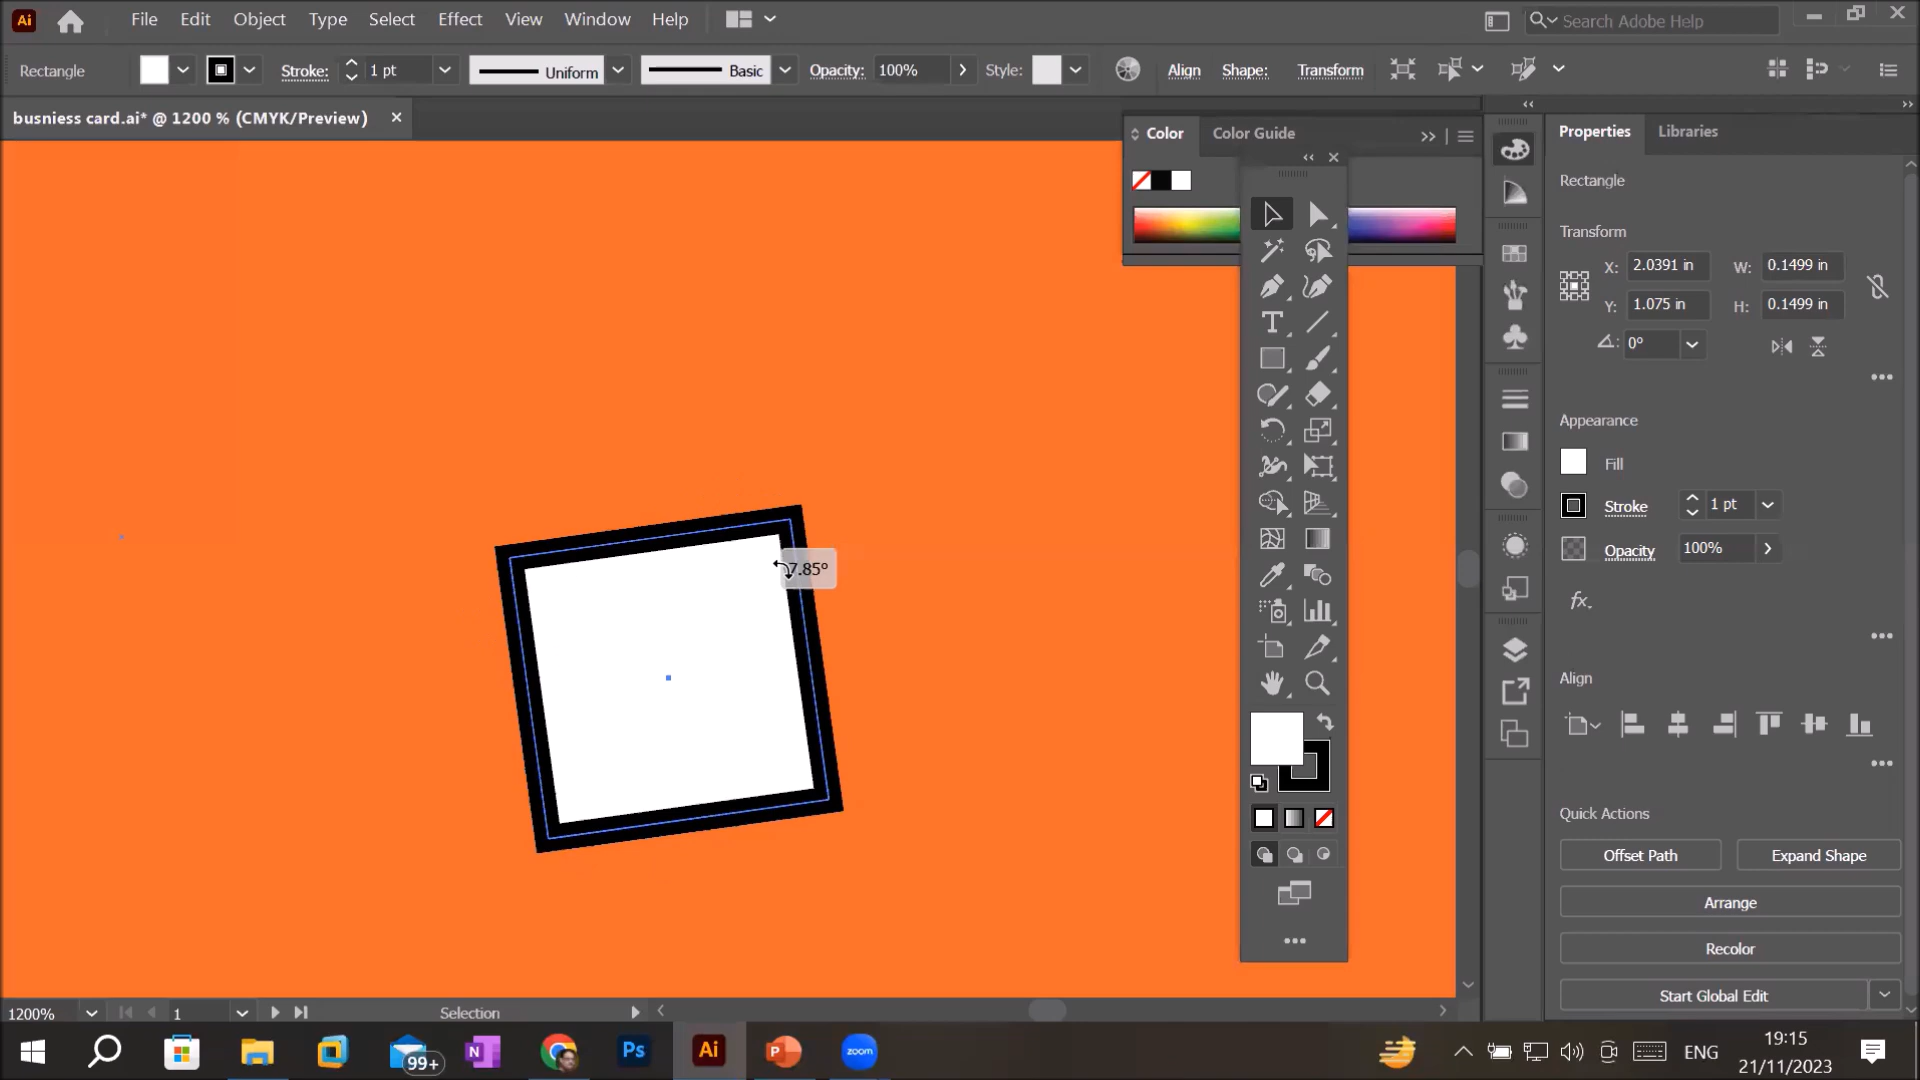 Ai File Edit Object Type Select Effect View Window Help Search Adobe Help
Rectangle Stroke: 1 pt Uniform Basic Opacity: 100% Style: Align Shape: Transform
busniess card.ai* @ 1200 % (CMYK/Preview)
Color Color Guide
Properties Libraries
Rectangle
Transform
X: 2.0391 in W: 0.1499 in
Y: 1.075 in H: 0.1499 in
0°
Appearance
Fill
Stroke 1 pt
Opacity 100%
fx.
7.85°
T
Align
Quick Actions
Offset Path Expand Shape
Arrange
Recolor
Start Global Edit
1200% 1 Selection
99+ N Ps Ai P zoom ENG
19:15
21/11/2023